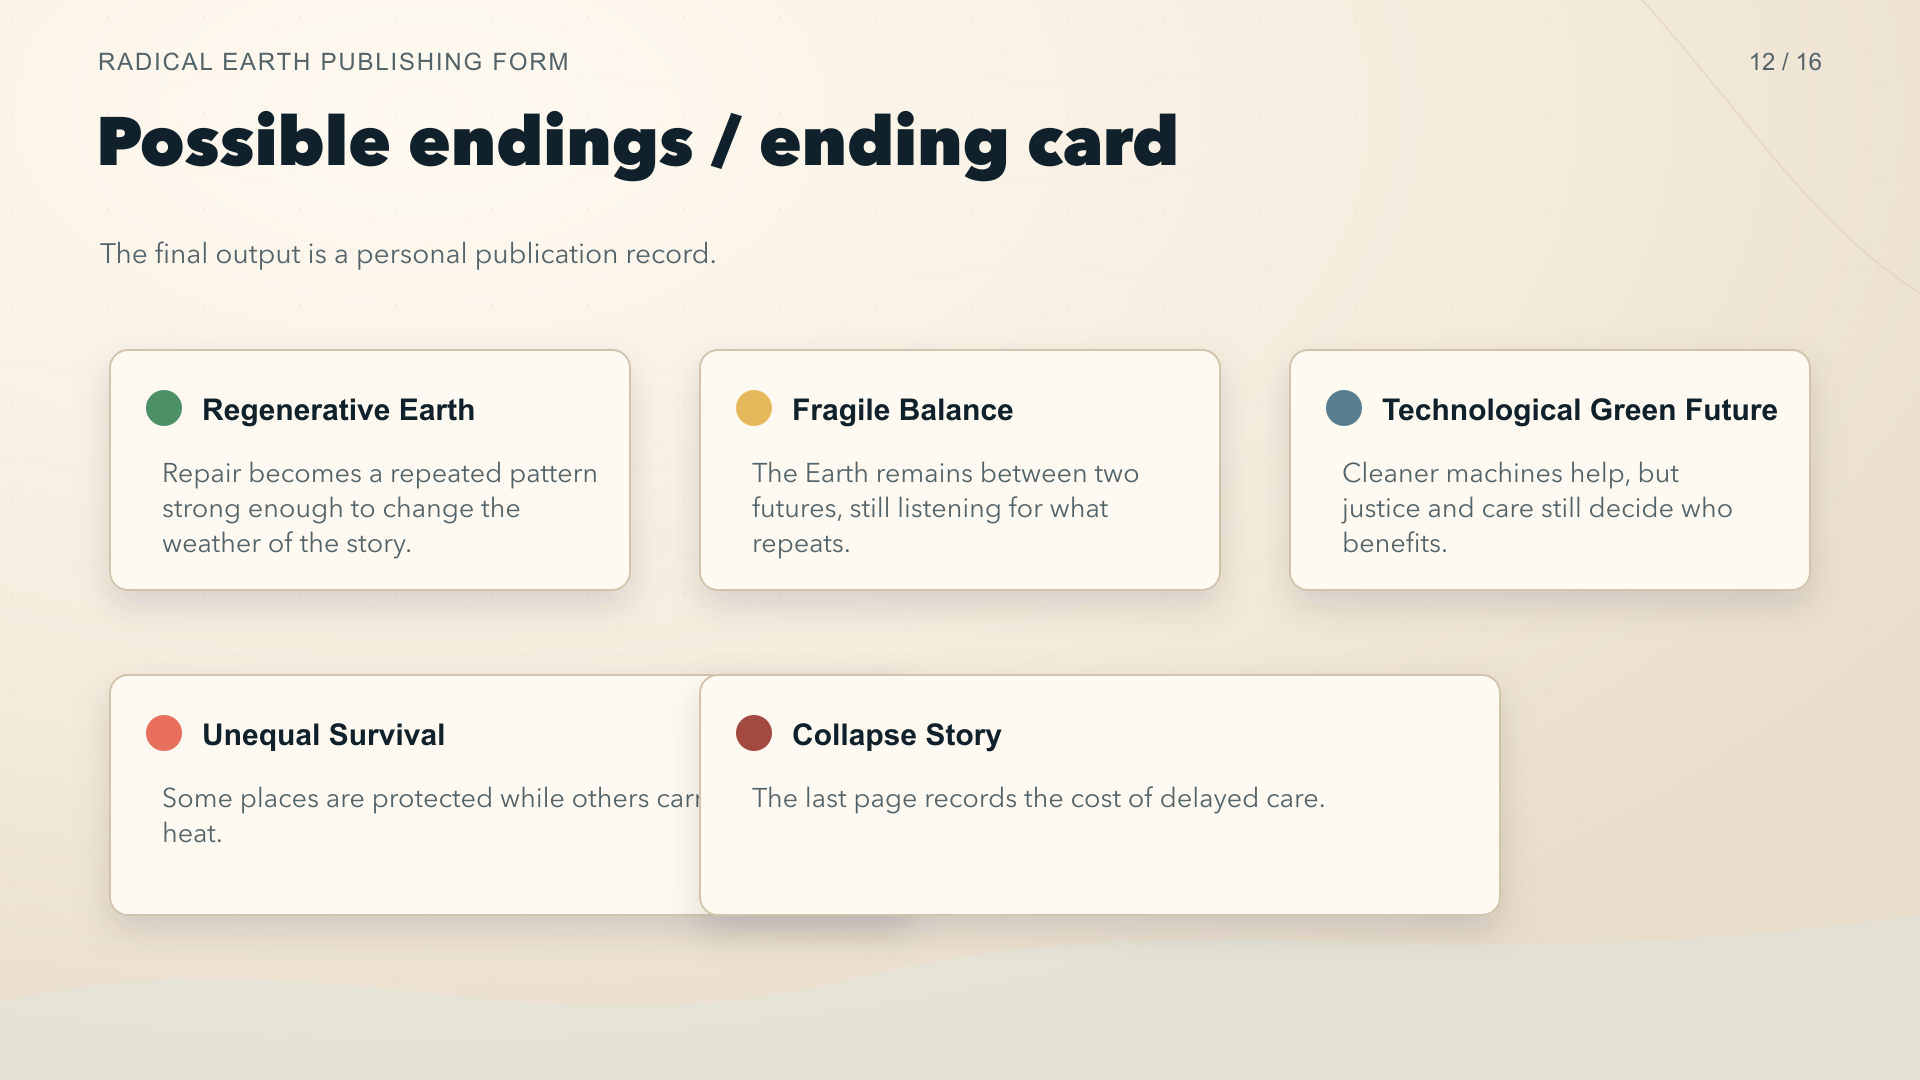 RADICAL EARTH PUBLISHING FORM
12 / 16
Possible endings / ending card
The final output is a personal publication record.
Regenerative Earth
Repair becomes a repeated pattern
strong enough to change the
weather of the story.
Fragile Balance
The Earth remains between two
futures, still listening for what
repeats.
Technological Green Future
Cleaner machines help, but
justice and care still decide who
benefits.
Unequal Survival
Some places are protected while others
heat.
Collapse Story
The last page records the cost of delayed care.